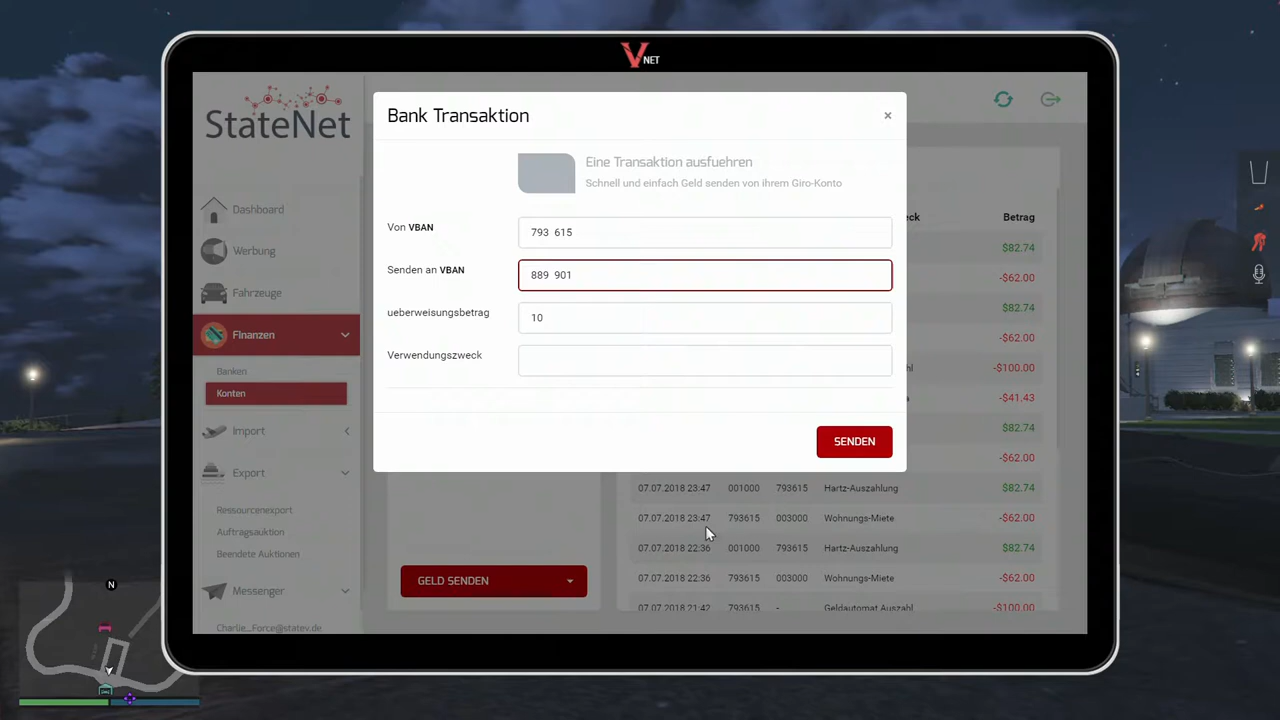 V NET
StateNet
Bank Transaktion
×
Eine Transaktion ausfuehren
Schnell und einfach Geld senden von ihrem Giro-Konto
Von VBAN
793 615
Senden an VBAN
889 901
ueberweisungsbetrag
10
Verwendungszweck
SENDEN
Dashboard
Werbung
Fahrzeuge
Finanzen
Banken
Konten
Import
Export
Ressourcenexport
Auftragsauktion
Beendete Auktionen
Messenger
Charlie_Force@statev.de
GELD SENDEN
ck Betrag
$82.74
-$62.00
$82.74
-$62.00
hl -$100.00
-$41.43
$82.74
-$62.00
07.07.2018 23:47 001000 793615 Hartz-Auszahlung $82.74
07.07.2018 23:47 793615 003000 Wohnungs-Miete -$62.00
07.07.2018 22:36 001000 793615 Hartz-Auszahlung $82.74
07.07.2018 22:36 793615 003000 Wohnungs-Miete -$62.00
07.07.2018 21:42 793615 - Geldautomat Auszahl -$100.00
N